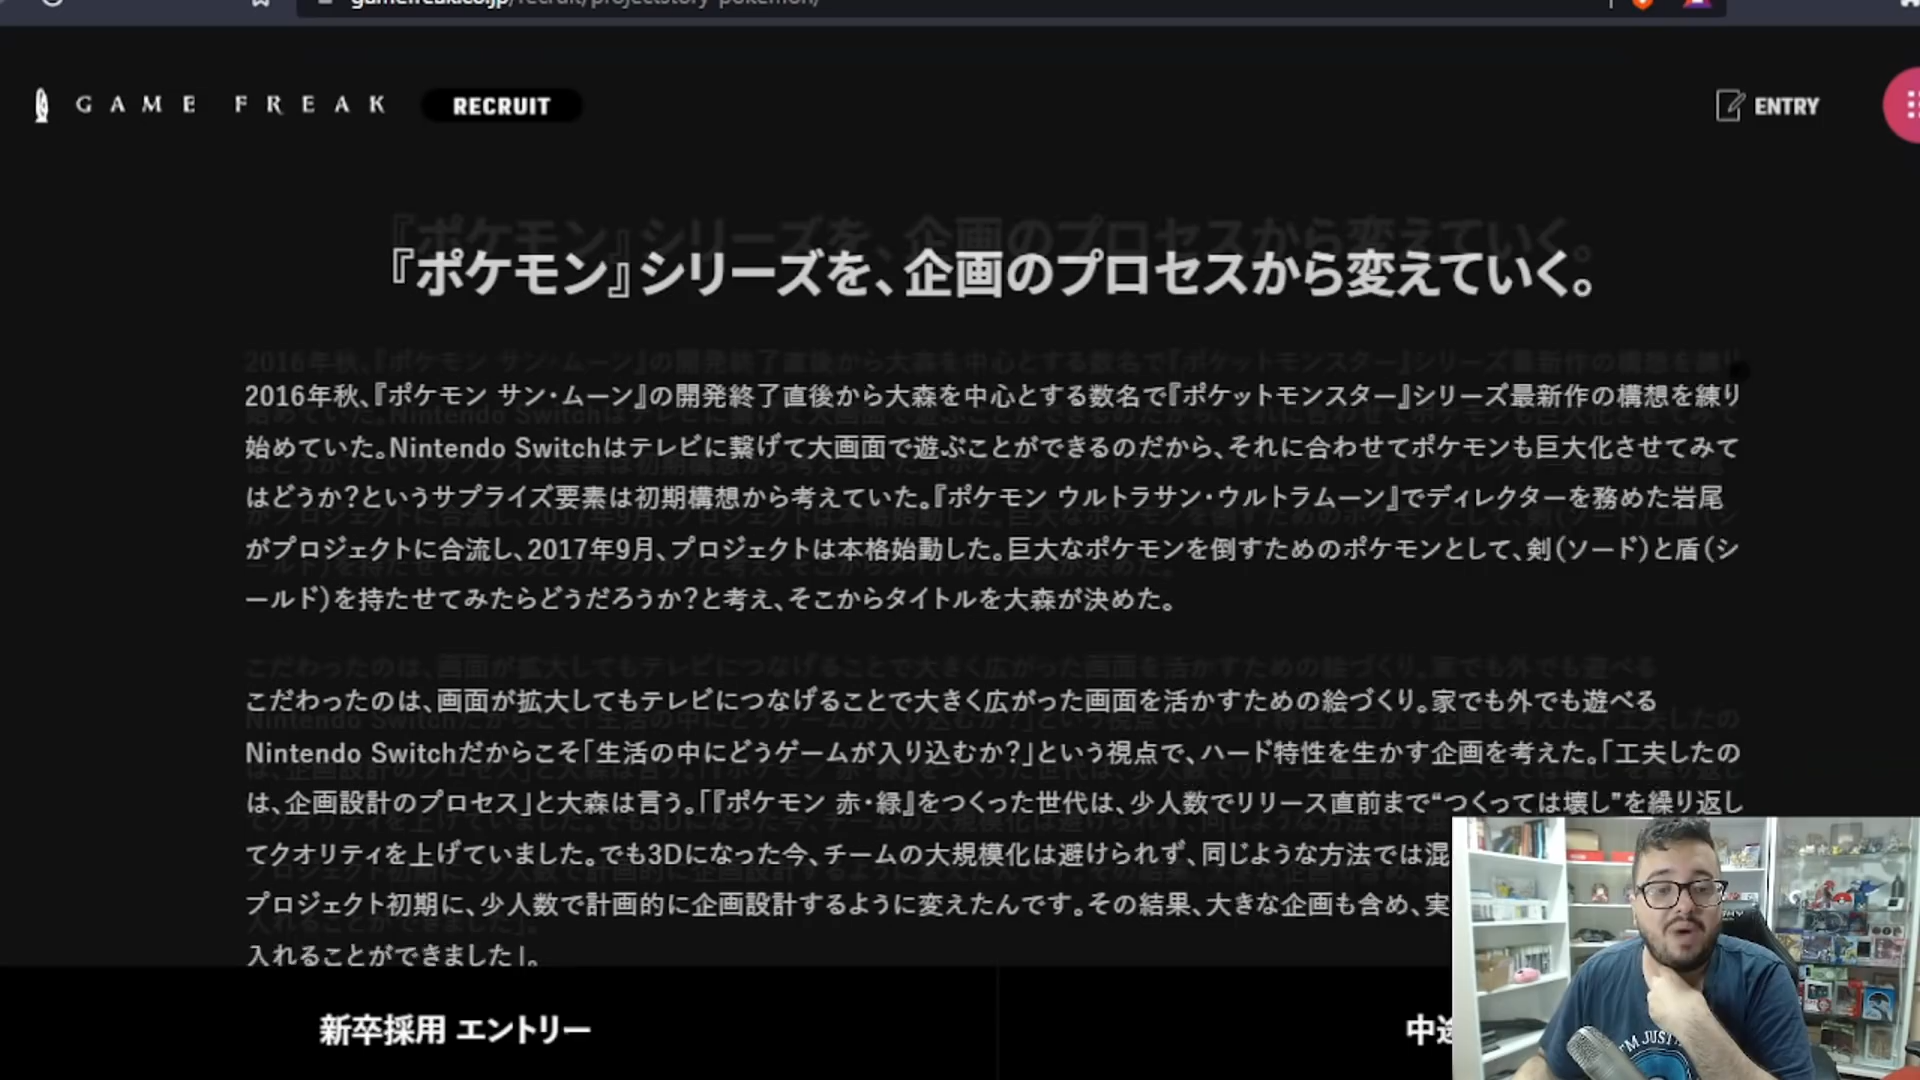 GAME FREAK RECRUIT
ENTRY
『ポケモン』シリーズを、企画のプロセスから変えていく。
2016年秋、『ポケモン サン・ムーン』の開発終了直後から大森を中心とする数名で『ポケットモンスター』シリーズ最新作の構想を練り
始めていた。Nintendo Switchはテレビに繋げて大画面で遊ぶことができるのだから、それに合わせてポケモンも巨大化させてみて
はどうか？というサプライズ要素は初期構想から考えていた。『ポケモン ウルトラサン・ウルトラムーン』でディレクターを務めた岩尾
がプロジェクトに合流し、2017年9月、プロジェクトは本格始動した。巨大なポケモンを倒すためのポケモンとして、剣（ソード）と盾（シ
ールド）を持たせてみたらどうだろうか？と考え、そこからタイトルを大森が決めた。
こだわったのは、画面が拡大してもテレビにつなげることで大きく広がった画面を活かすための絵づくり。家でも外でも遊べる
Nintendo Switchだからこそ「生活の中にどうゲームが入り込むか？」という視点で、ハード特性を生かす企画を考えた。「工夫したの
は、企画設計のプロセス」と大森は言う。「『ポケモン 赤・緑』をつくった世代は、少人数でリリース直前まで“つくっては壊し”を繰り返し
てクオリティを上げていました。でも3Dになった今、チームの大規模化は避けられず、同じような方法では混
プロジェクト初期に、少人数で計画的に企画設計するように変えたんです。その結果、大きな企画も含め、実
入れることができました」。
新卒採用 エントリー
中途
I'M JUST